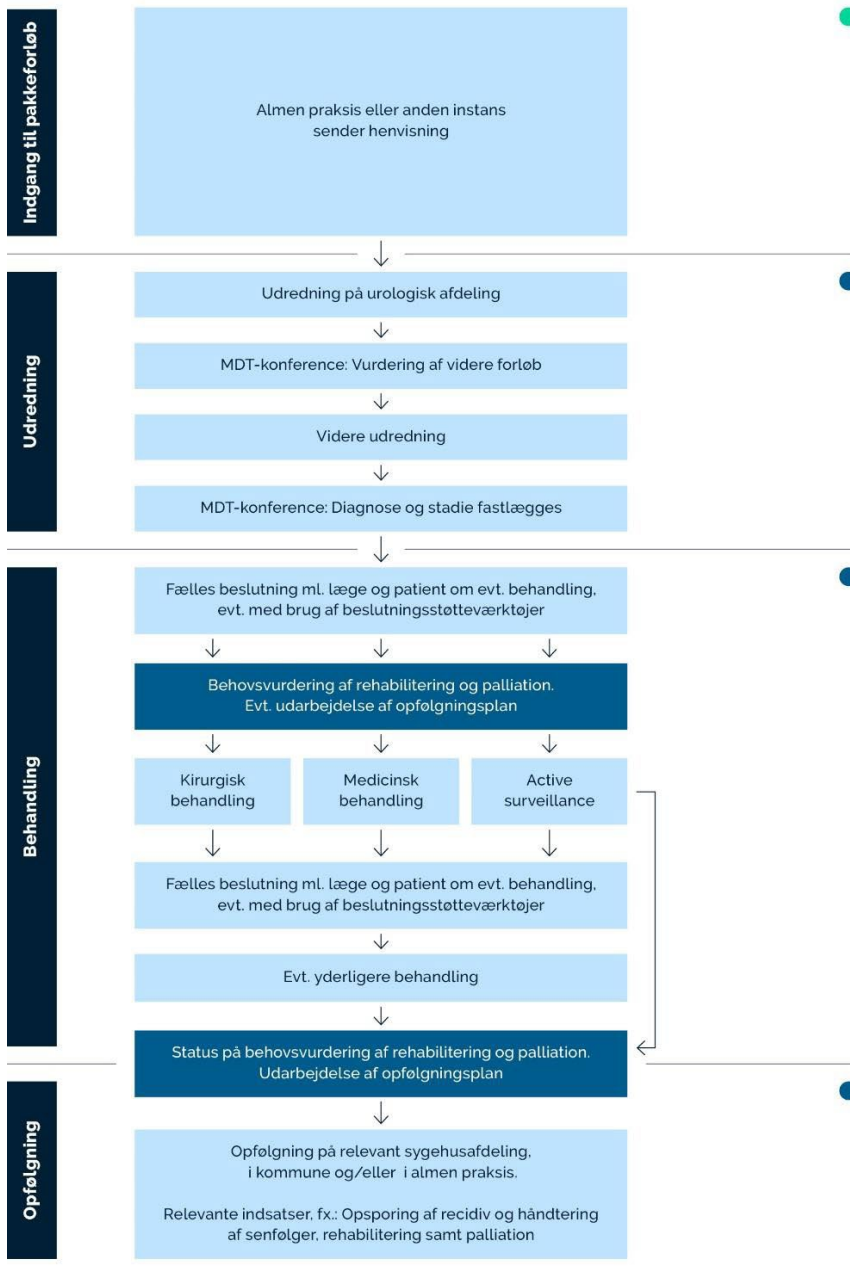 Indgang til pakkeforløb
Almen praksis eller anden instans
sender henvisning
Udredning
Udredning på urologisk afdeling
MDT-konference: Vurdering af videre forløb
Videre udredning
MDT-konference: Diagnose og stadie fastlægges
Behandling
Fælles beslutning ml. læge og patient om evt. behandling,
evt. med brug af beslutningsstøtteværktøjer
Behovsvurdering af rehabilitering og palliation.
Evt. udarbejdelse af opfølgningsplan
Kirurgisk
behandling
Medicinsk
behandling
Active
surveillance
Fælles beslutning ml. læge og patient om evt. behandling,
evt. med brug af beslutningsstøtteværktøjer
Evt. yderligere behandling
Status på behovsvurdering af rehabilitering og palliation.
Udarbejdelse af opfølgningsplan
Opfølgning
Opfølgning på relevant sygehusafdeling,
i kommune og/eller i almen praksis.
Relevante indsatser, fx.: Opsporing af recidiv og håndtering
af senfølger, rehabilitering samt palliation